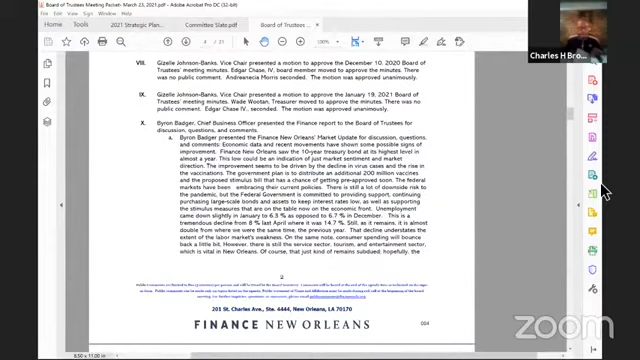 Board of Trustees Meeting Packet- March 23, 2021.pdf - Adobe Acrobat Pro DC (32-bit)
File Edit View Sign Window Help
2021 Strategic Plan...
Committee Slate.pdf
Board of Trustees ... ×
VIII. Gizelle Johnson-Banks, Vice Chair presented a motion to approve the December 10, 2020 Board of
Trustees' meeting minutes. Edgar Chase, IV, board member moved to approve the minutes. There was
no public comment. Andreanecia Morris seconded. The motion was approved unanimously.
IX. Gizelle Johnson-Banks, Vice Chair presented a motion to approve the January 19, 2021 Board of
Trustees' meeting minutes. Wade Wootan, Treasurer moved to approve the minutes. There was no
public comment. Edgar Chase IV, seconded. The motion was approved unanimously.
X. Byron Badger, Chief Business Officer presented the Finance report to the Board of Trustees for
discussion, questions, and comments.
a. Byron Badger presented the Finance New Orleans' Market Update for discussion, questions,
and comments: Economic data and recent movements have shown some possible signs of
improvement. Finance New Orleans saw the 10-year treasury bond at its highest level in
almost a year. This low could be an indication of just market sentiment and market
direction. The improvement seems to be driven by the decline in virus cases and the rise in
the vaccinations. The government plan is to distribute an additional 200 million vaccines
and the proposed stimulus bill that has a chance of getting pre-approved soon. The federal
markets have been embracing their current policies. There is still a lot of downside risk to
the pandemic, but the Federal Government is committed to providing support, continuing
purchasing large-scale bonds and assets to keep interest rates low, as well as supporting
the stimulus measures that are on the table now on the economic front. Unemployment
came down slightly in January to 6.3 % as opposed to 6.7 % in December. This is a
tremendous decline from 8 % last April where it was 14.7 %. Still, as it remains, it is almost
double from where we were the same time, the previous year. That decline understates the
extent of the labor market's weakness. On the same note, consumer spending will bounce
back a little bit. However, there is still the service sector, tourism, and entertainment sector,
which is vital in New Orleans. Of course, that just kind of remains subdued; hopefully, the
2
201 St. Charles Ave., Ste. 4444, New Orleans, LA 70170
FINANCE NEW ORLEANS
004
8.50 x 11.00 in
Charles H Bro...
zoom